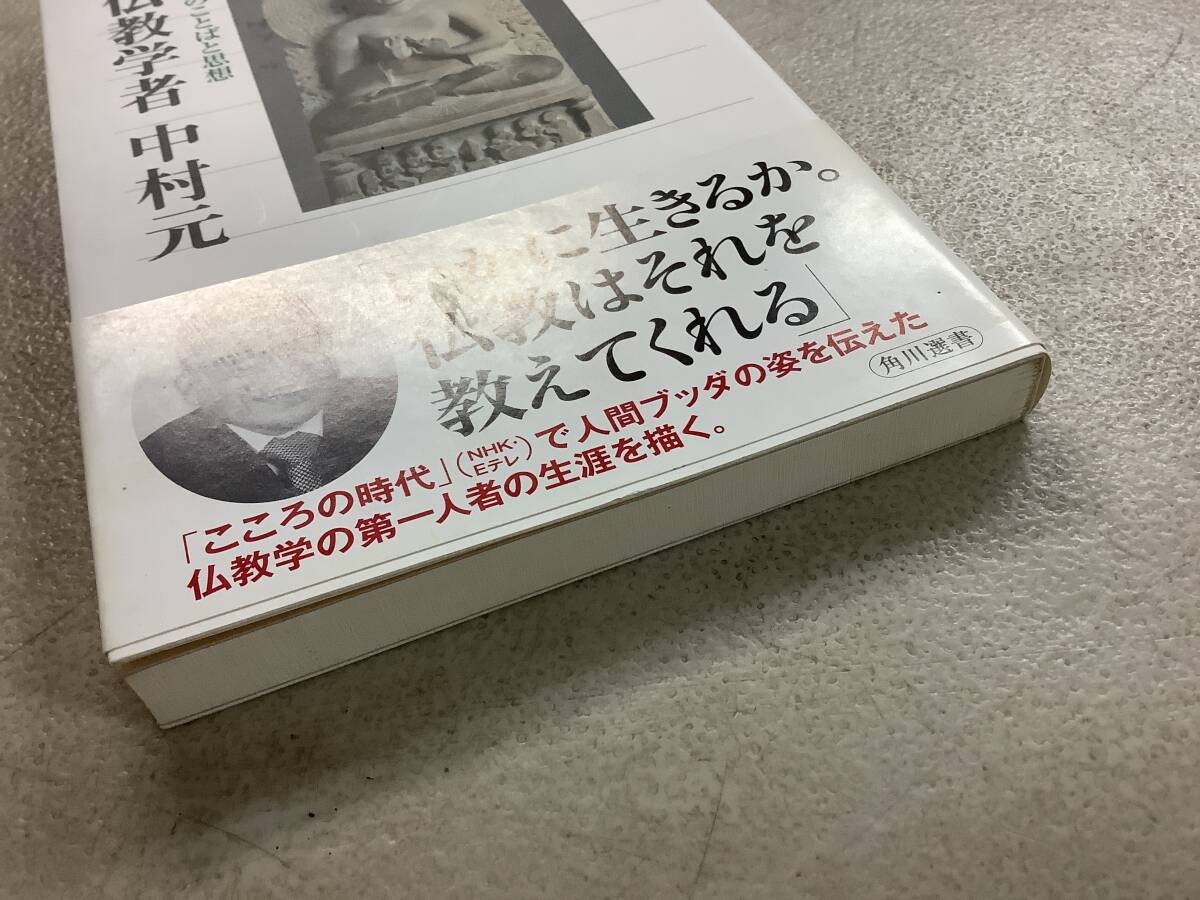 仏教学者 中村元
のことばと思想
に生きるか。
仏教はそれを
教えてくれる」
「こころの時代」(NHK・Eテレ)で人間ブッダの姿を伝えた
仏教学の第一人者の生涯を描く。
角川選書